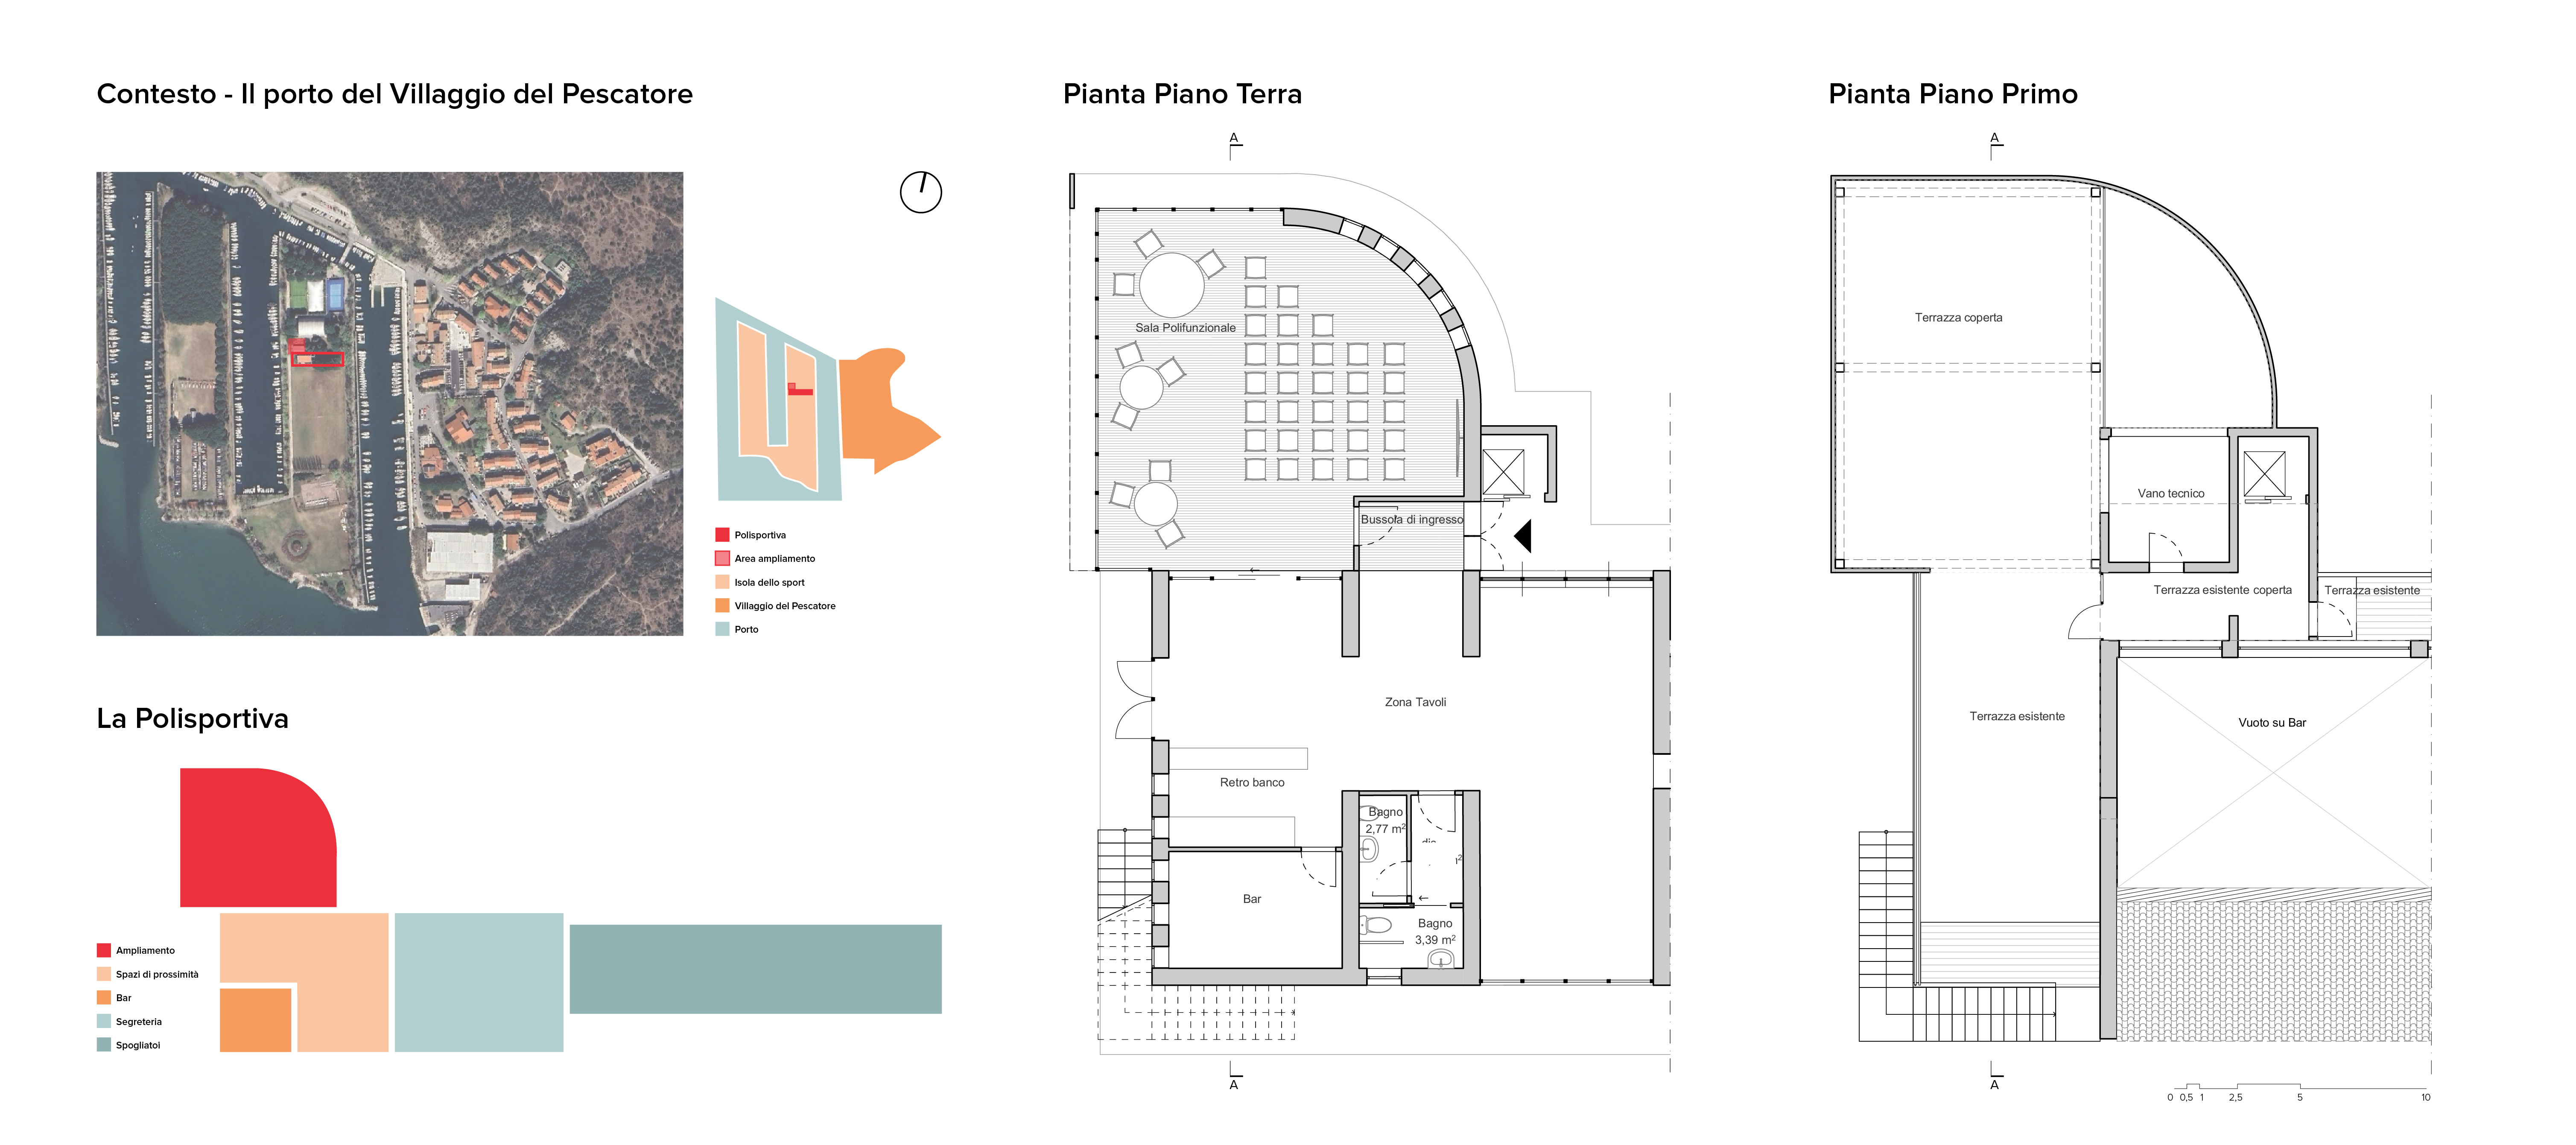 Contesto - Il porto del Villaggio del Pescatore
Polisportiva
Area ampliamento
Isola dello sport
Villaggio del Pescatore
Porto
La Polisportiva
Ampliamento
Spazi di prossimità
Bar
Segreteria
Spogliatoi
Pianta Piano Terra
A
Sala Polifunzionale
Bussola di ingresso
Zona Tavoli
Retro banco
Bagno
2,77 m²
Bar
Bagno
3,39 m²
A
Pianta Piano Primo
A
Terrazza coperta
Vano tecnico
Terrazza esistente coperta
Terrazza esistente
Terrazza esistente
Vuoto su Bar
A
0 0,5 1 2,5 5 10